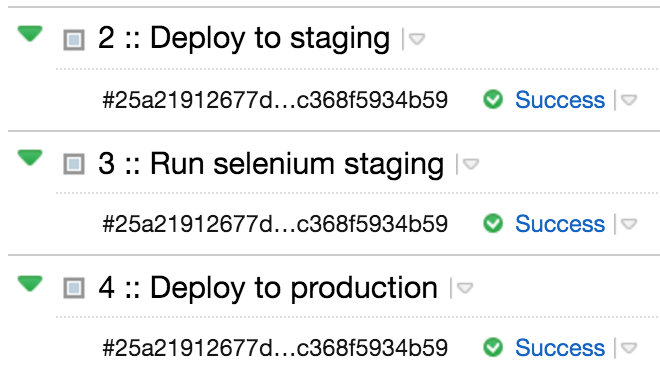 2 :: Deploy to staging
#25a21912677d...c368f5934b59 Success
3 :: Run selenium staging
#25a21912677d...c368f5934b59 Success
4 :: Deploy to production
#25a21912677d...c368f5934b59 Success